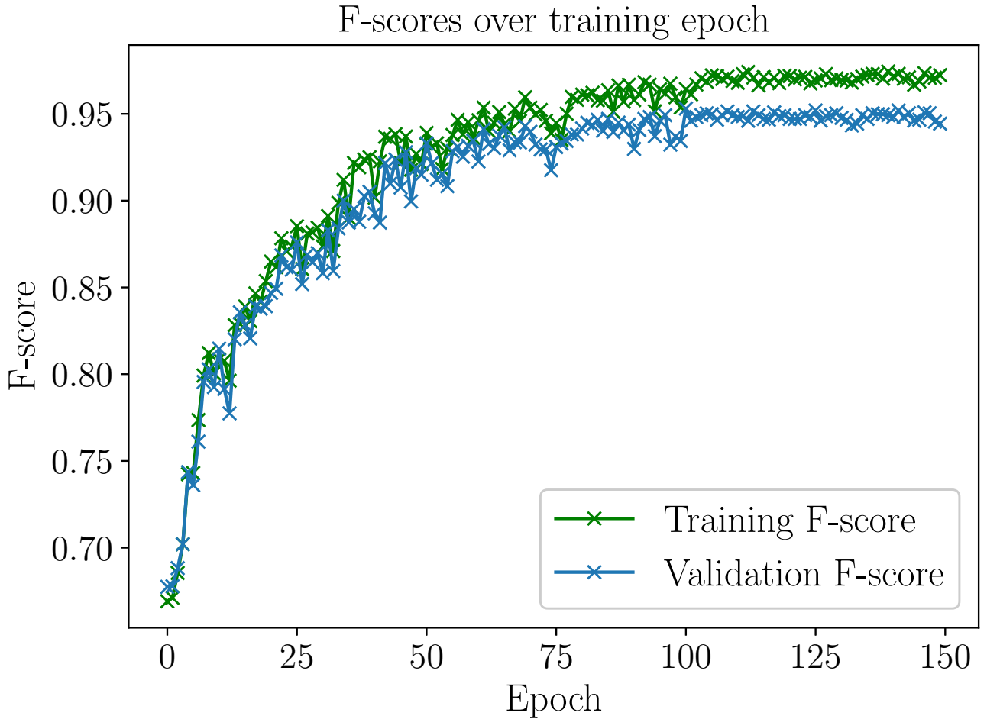 F-scores over training epoch
F-score
0.95
0.90
0.85
0.80
0.75
0.70
Training F-score
Validation F-score
0 25 50 75 100 125 150
Epoch